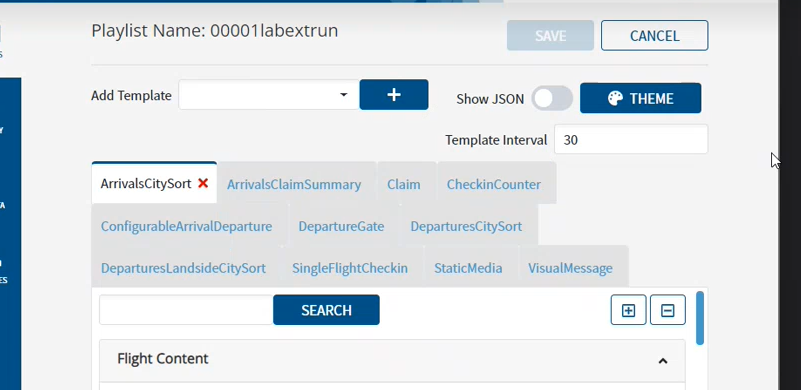 Playlist Name: 00001labextrun
SAVE
CANCEL
Add Template
Show JSON
THEME
Template Interval
30
ArrivalsCitySort
ArrivalsClaimSummary
Claim
CheckinCounter
ConfigurableArrivalDeparture
DepartureGate
DeparturesCitySort
DeparturesLandsideCitySort
SingleFlightCheckin
StaticMedia
VisualMessage
SEARCH
Flight Content